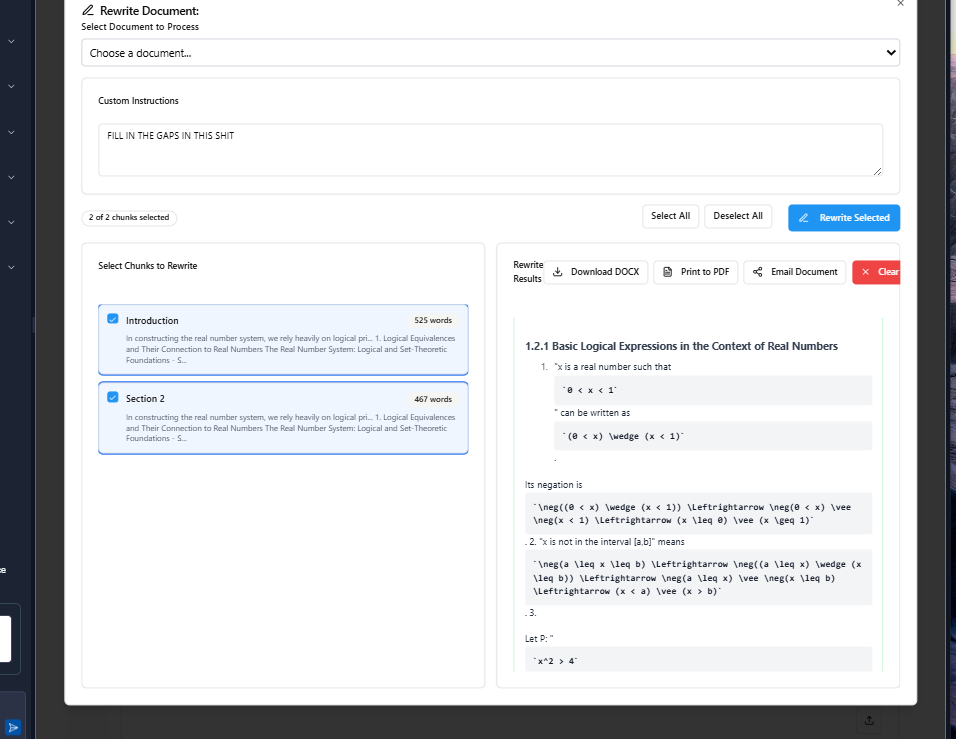 Rewrite Document:
Select Document to Process
Choose a document...
Custom Instructions
FILL IN THE GAPS IN THIS SHIT
2 of 2 chunks selected
Select All
Deselect All
Rewrite Selected
Select Chunks to Rewrite
Introduction
525 words
In constructing the real number system, we rely heavily on logical pri... 1. Logical Equivalences
and Their Connection to Real Numbers The Real Number System: Logical and Set-Theoretic
Foundations - S...
Section 2
467 words
In constructing the real number system, we rely heavily on logical pri... 1. Logical Equivalences
and Their Connection to Real Numbers The Real Number System: Logical and Set-Theoretic
Foundations - S...
Rewrite
Results
Download DOCX
Print to PDF
Email Document
Clear
1.2.1 Basic Logical Expressions in the Context of Real Numbers
1. "x is a real number such that
`0 < x < 1`
" can be written as
`(0 < x) \wedge (x < 1)`
.
Its negation is
`\neg((0 < x) \wedge (x < 1)) \Leftrightarrow \neg(0 < x) \vee
\neg(x < 1) \Leftrightarrow (x \leq 0) \vee (x \geq 1)`
. 2. "x is not in the interval [a,b]" means
`\neg(a \leq x \leq b) \Leftrightarrow \neg((a \leq x) \wedge (x
\leq b)) \Leftrightarrow \neg(a \leq x) \vee \neg(x \leq b)
\Leftrightarrow (x < a) \vee (x > b)`
. 3.
Let P: "
`x^2 > 4`